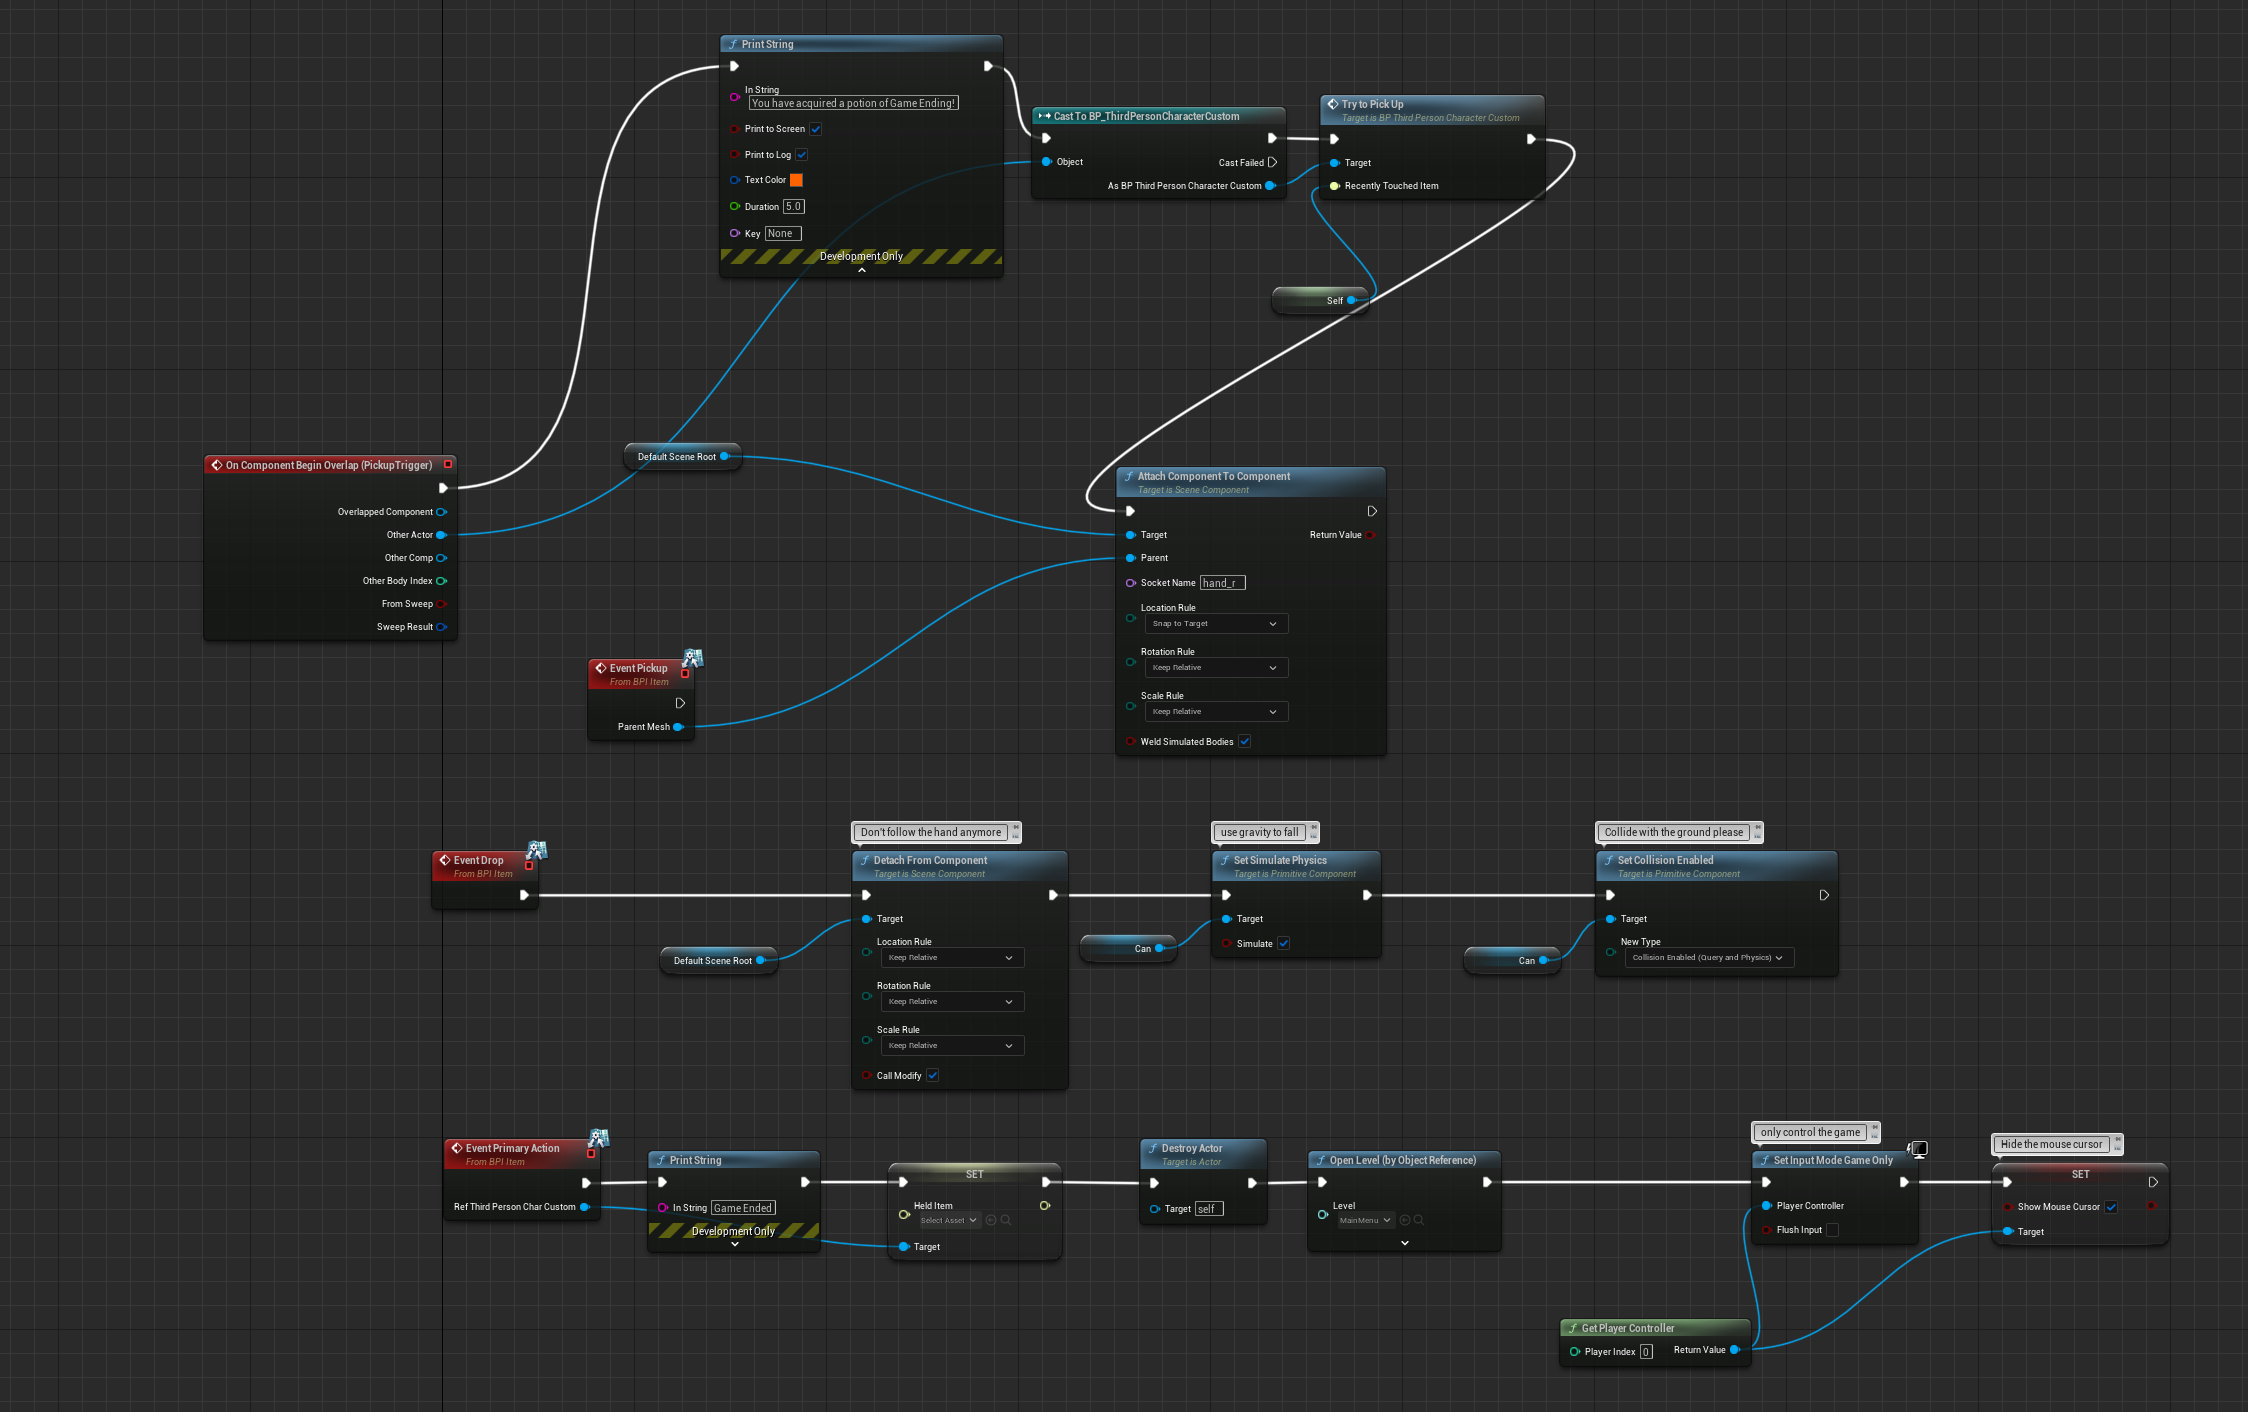 Print String
In String
You have acquired a potion of Game Ending!
Print to Screen
Print to Log
Text Color
Duration 5.0
Key None
Development Only
Cast To BP_ThirdPersonCharacterCustom
Object
Cast Failed
As BP Third Person Character Custom
Try to Pick Up
Target is BP Third Person Character Custom
Target
Recently Touched Item
Self
On Component Begin Overlap (PickupTrigger)
Overlapped Component
Other Actor
Other Comp
Other Body Index
From Sweep
Sweep Result
Default Scene Root
Attach Component To Component
Target is Scene Component
Target
Return Value
Parent
Socket Name hand_r
Location Rule
Snap to Target
Rotation Rule
Keep Relative
Scale Rule
Keep Relative
Weld Simulated Bodies
Event Pickup
From BPI Item
Parent Mesh
Event Drop
From BPI Item
Don't follow the hand anymore
Detach From Component
Target is Scene Component
Target
Location Rule
Keep Relative
Rotation Rule
Keep Relative
Scale Rule
Keep Relative
Call Modify
Default Scene Root
use gravity to fall
Set Simulate Physics
Target is Primitive Component
Target
Simulate
Can
Collide with the ground please
Set Collision Enabled
Target is Primitive Component
Target
New Type
Collision Enabled (Query and Physics)
Can
Event Primary Action
From BPI Item
Ref Third Person Char Custom
Print String
In String Game Ended
Development Only
SET
Held Item
Select Asset
Target
Destroy Actor
Target is Actor
Target self
Open Level (by Object Reference)
Level
MainMenu
only control the game
Set Input Mode Game Only
Player Controller
Flush Input
Hide the mouse cursor
SET
Show Mouse Cursor
Target
Get Player Controller
Player Index 0
Return Value